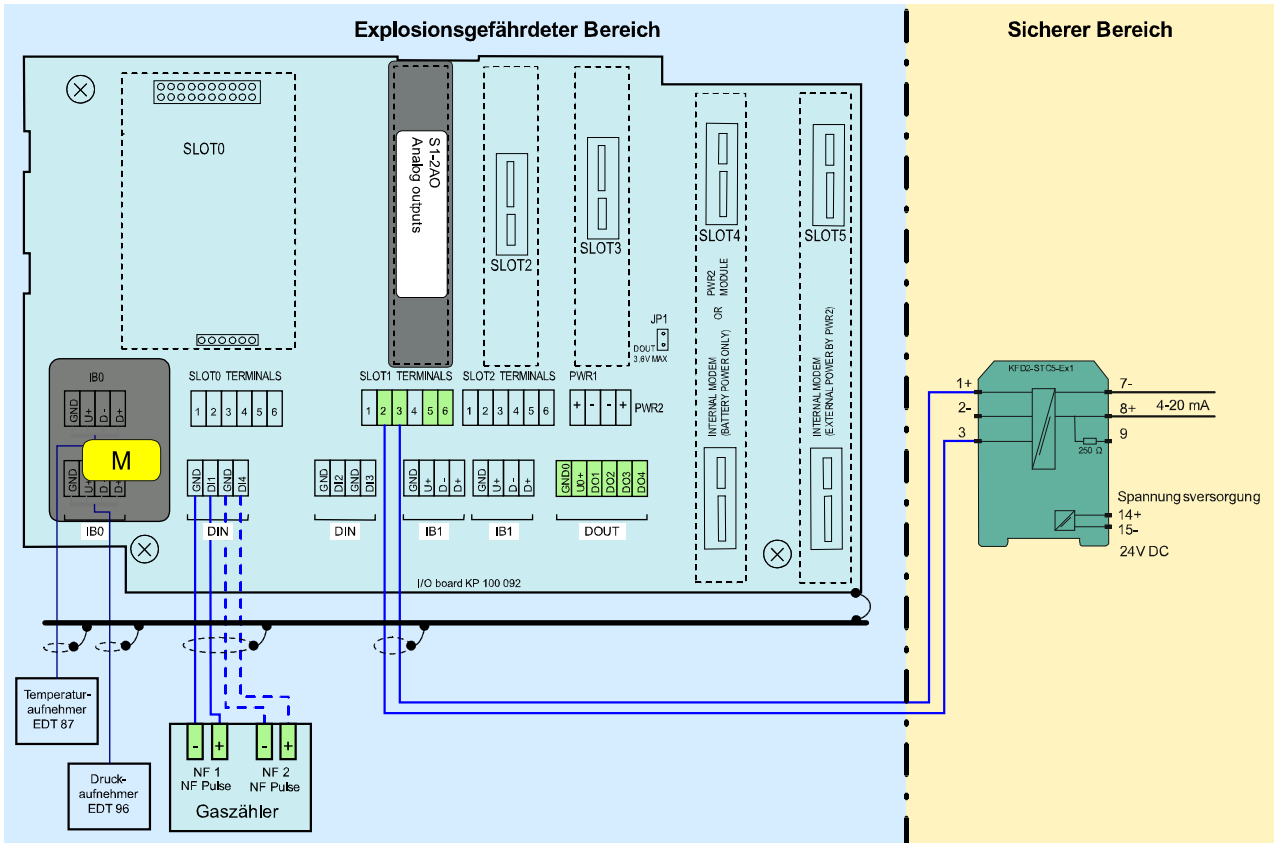 Explosionsgefährdeter Bereich
Sicherer Bereich
SLOT0
S1-2AO
Analog outputs
SLOT2
SLOT3
SLOT4
SLOT5
INTERNAL MODEM
(BATTERY POWER ONLY)
OR
PWR2
MODULE
INTERNAL MODEM
(EXTERNAL POWER BY PWR2)
JP1
DOUT
3,6V MAX
IB0
GND U+ D- D+
M
GND U+ D- D+
IB0
SLOT0 TERMINALS
1 2 3 4 5 6
SLOT1 TERMINALS
1 2 3 4 5 6
SLOT2 TERMINALS
1 2 3 4 5 6
PWR1
+ - - +
PWR2
GND DI1 GND DI4
DIN
GND DI2 GND DI3
DIN
GND U+ D- D+
IB1
GND U+ D- D+
IB1
GND0 U0+ DO1 DO2 DO3 DO4
DOUT
I/O board KP 100 092
KFD2-STC5-Ex1
1+
2-
3
7-
8+
4-20 mA
9
250 Ω
Spannungsversorgung
14+
15-
24V DC
Temperatur-
aufnehmer
EDT 87
Druck-
aufnehmer
EDT 96
- + - +
NF 1
NF Pulse
NF 2
NF Pulse
Gaszähler